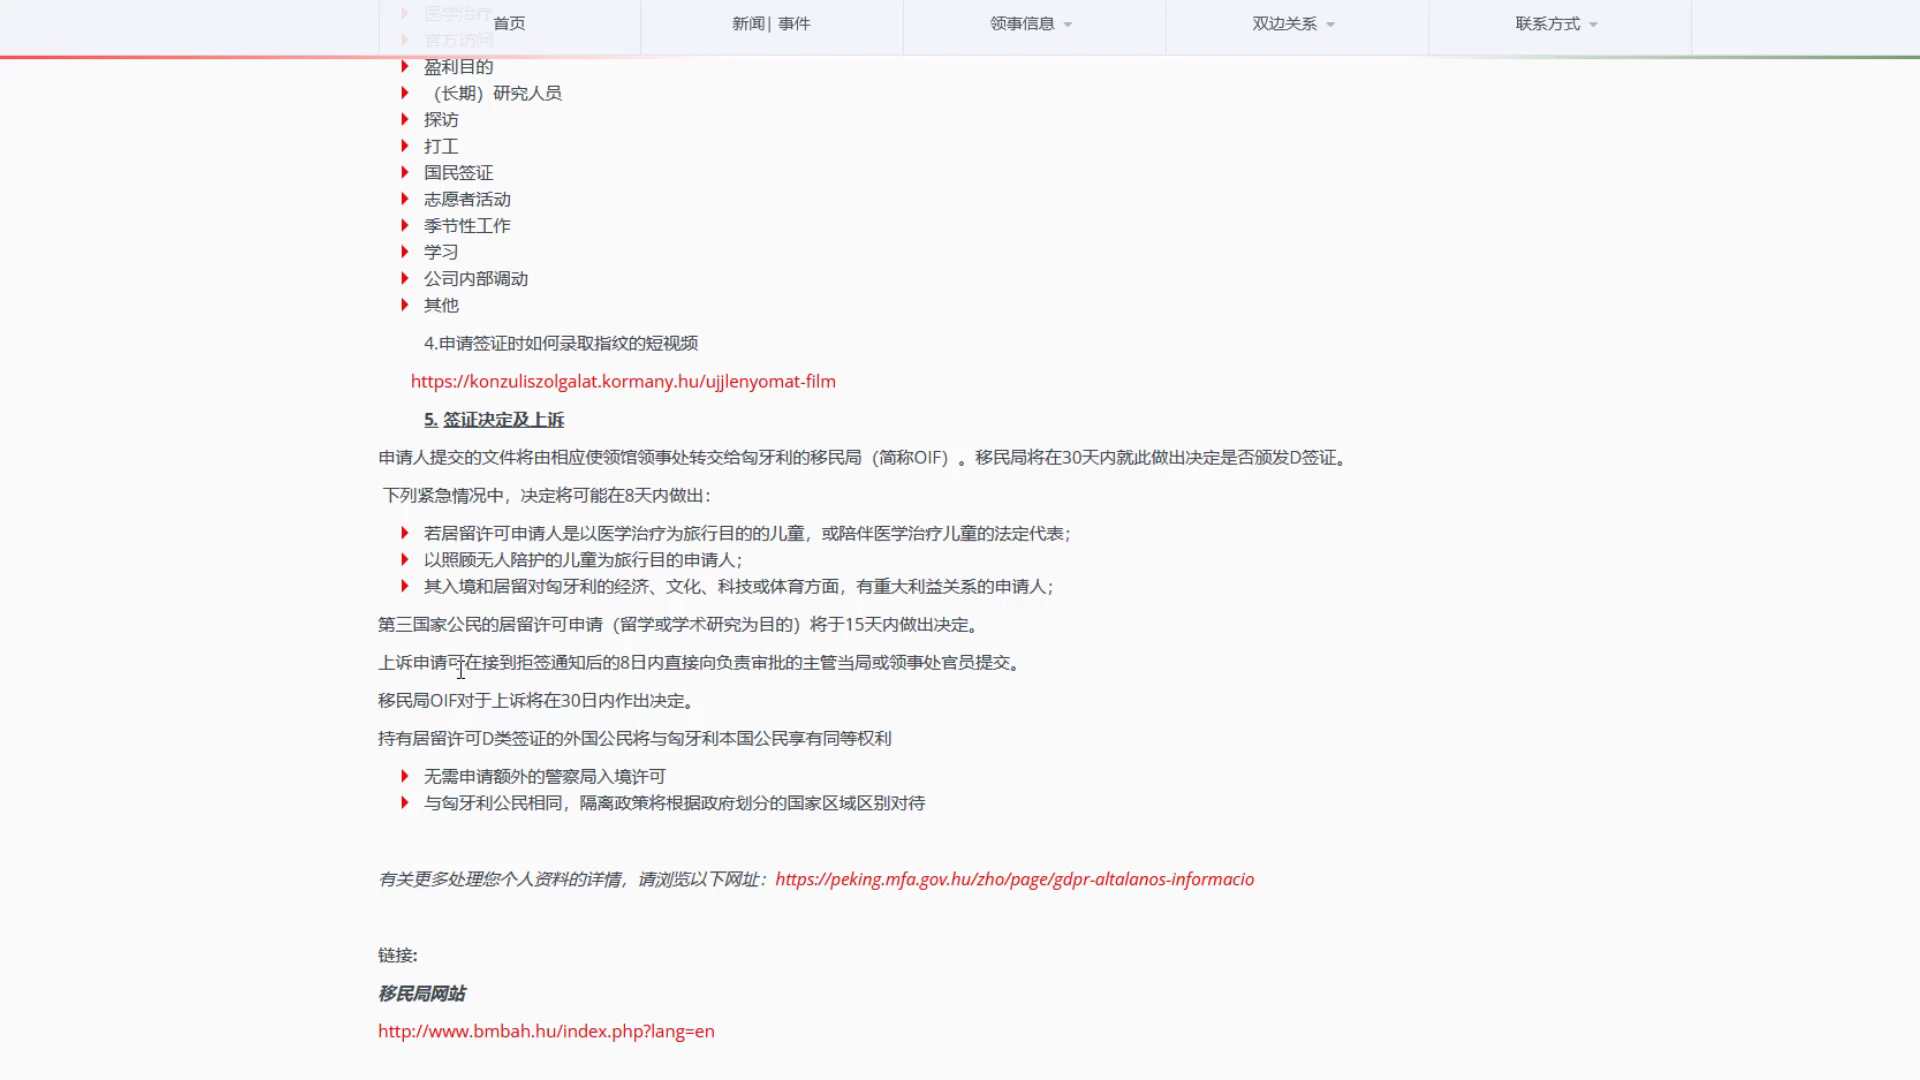 首页
新闻| 事件
领事信息
双边关系
联系方式
医学治疗
官方访问
盈利目的
（长期）研究人员
探访
打工
国民签证
志愿者活动
季节性工作
学习
公司内部调动
其他
4.申请签证时如何录取指纹的短视频
https://konzuliszolgalat.kormany.hu/ujjlenyomat-film
5. 签证决定及上诉
申请人提交的文件将由相应使领馆领事处转交给匈牙利的移民局（简称OIF）。移民局将在30天内就此做出决定是否颁发D签证。
下列紧急情况中，决定将可能在8天内做出：
若居留许可申请人是以医学治疗为旅行目的的儿童，或陪伴医学治疗儿童的法定代表；
以照顾无人陪护的儿童为旅行目的申请人；
其入境和居留对匈牙利的经济、文化、科技或体育方面，有重大利益关系的申请人；
第三国家公民的居留许可申请（留学或学术研究为目的）将于15天内做出决定。
上诉申请可在接到拒签通知后的8日内直接向负责审批的主管当局或领事处官员提交。
移民局OIF对于上诉将在30日内作出决定。
持有居留许可D类签证的外国公民将与匈牙利本国公民享有同等权利
无需申请额外的警察局入境许可
与匈牙利公民相同，隔离政策将根据政府划分的国家区域区别对待
有关更多处理您个人资料的详情，请浏览以下网址：https://peking.mfa.gov.hu/zho/page/gdpr-altalanos-informacio
链接:
移民局网站
http://www.bmbah.hu/index.php?lang=en